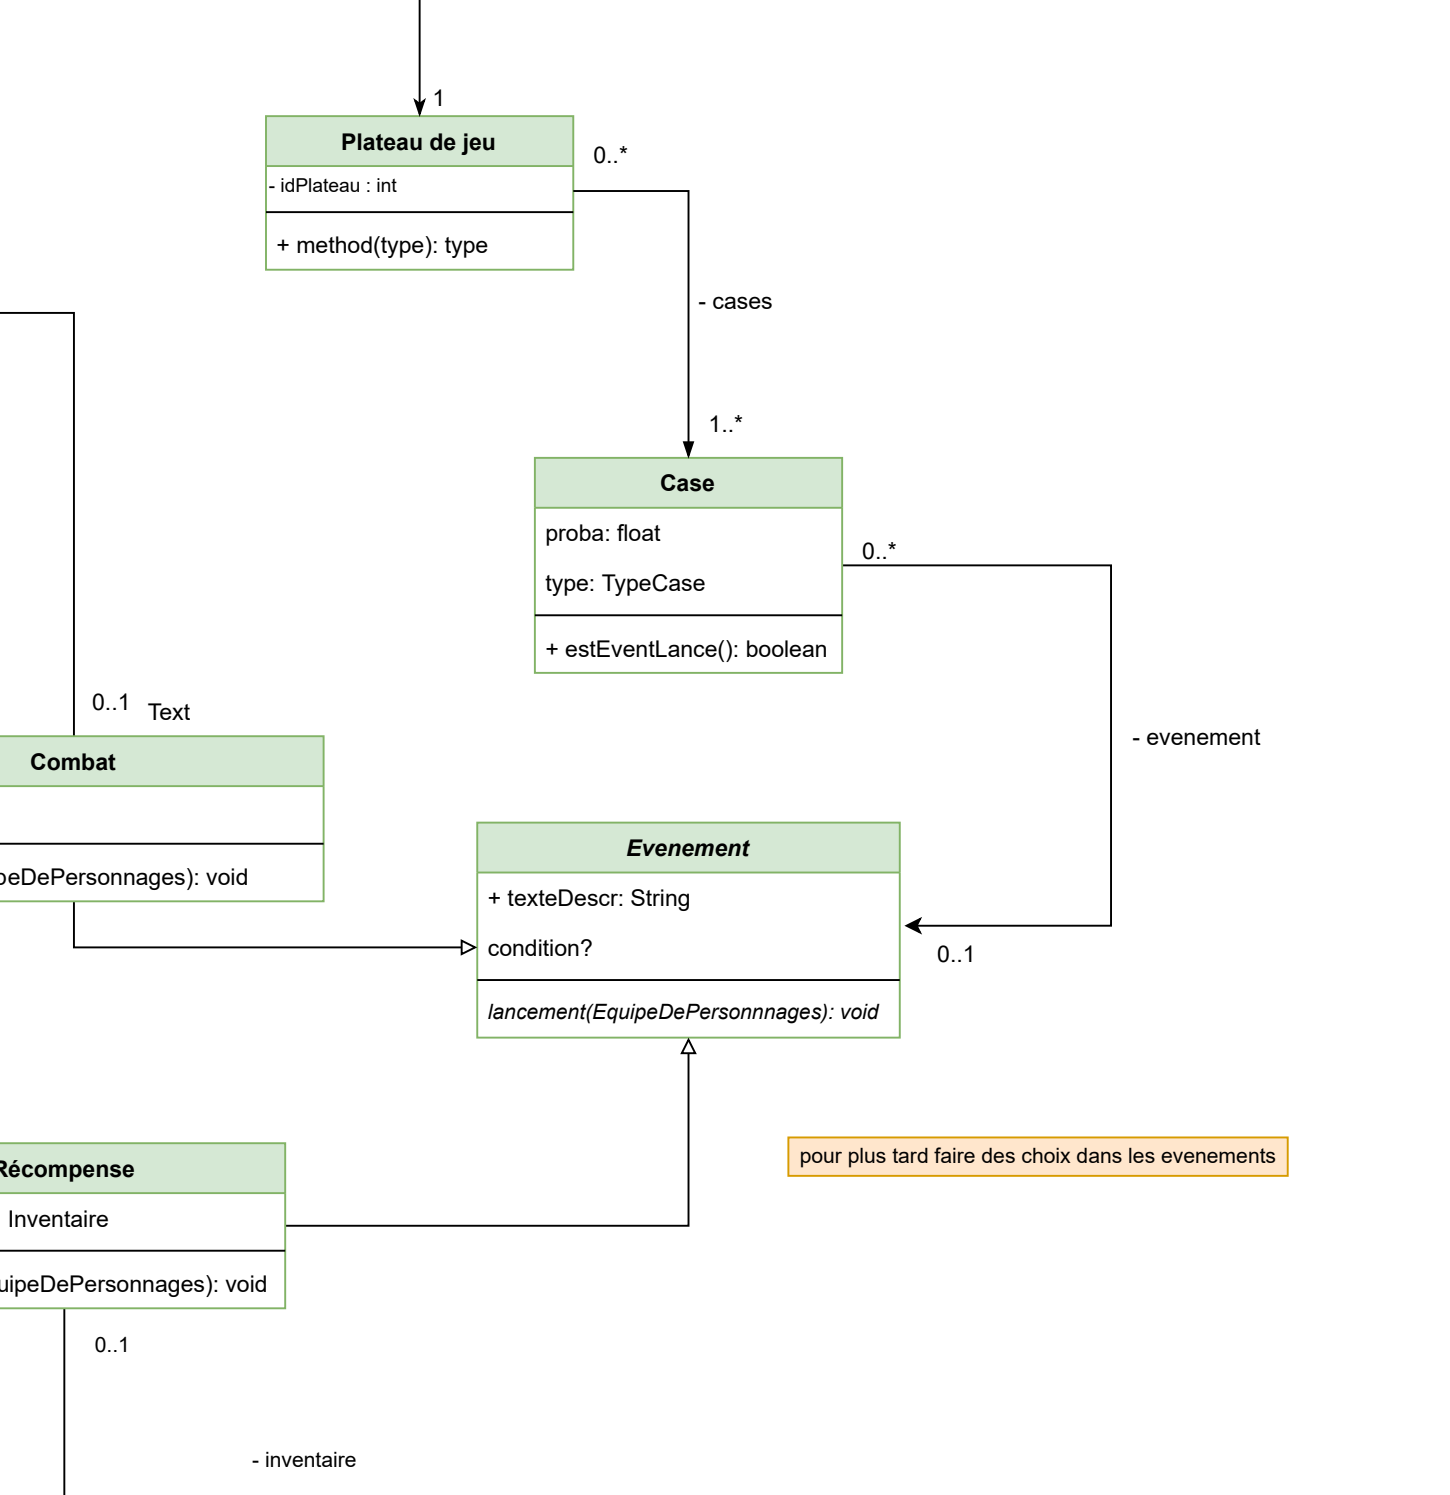 1
Plateau de jeu
0..*
- idPlateau : int
+ method(type): type
- cases
1..*
Case
proba: float
0..*
type: TypeCase
+ estEventLance(): boolean
0..1
Text
- evenement
Combat
Evenement
peDePersonnages): void
+ texteDescr: String
condition?
0..1
lancement(EquipeDePersonnnages): void
pour plus tard faire des choix dans les evenements
Récompense
Inventaire
uipeDePersonnages): void
0..1
- inventaire